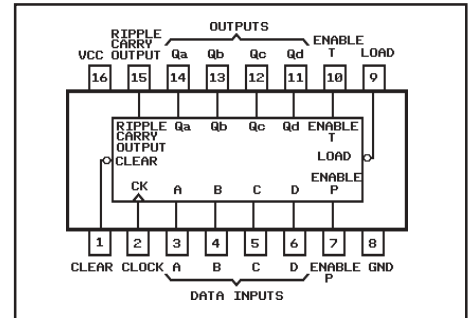 OUTPUTS
RIPPLE
CARRY
VCC OUTPUT Qa Qb Qc Qd ENABLE T LOAD
16 15 14 13 12 11 10 9
RIPPLE CARRY OUTPUT Qa Qb Qc Qd ENABLE T
CLEAR LOAD
CK A B C D ENABLE P
1 2 3 4 5 6 7 8
CLEAR CLOCK A B C D ENABLE P GND
DATA INPUTS